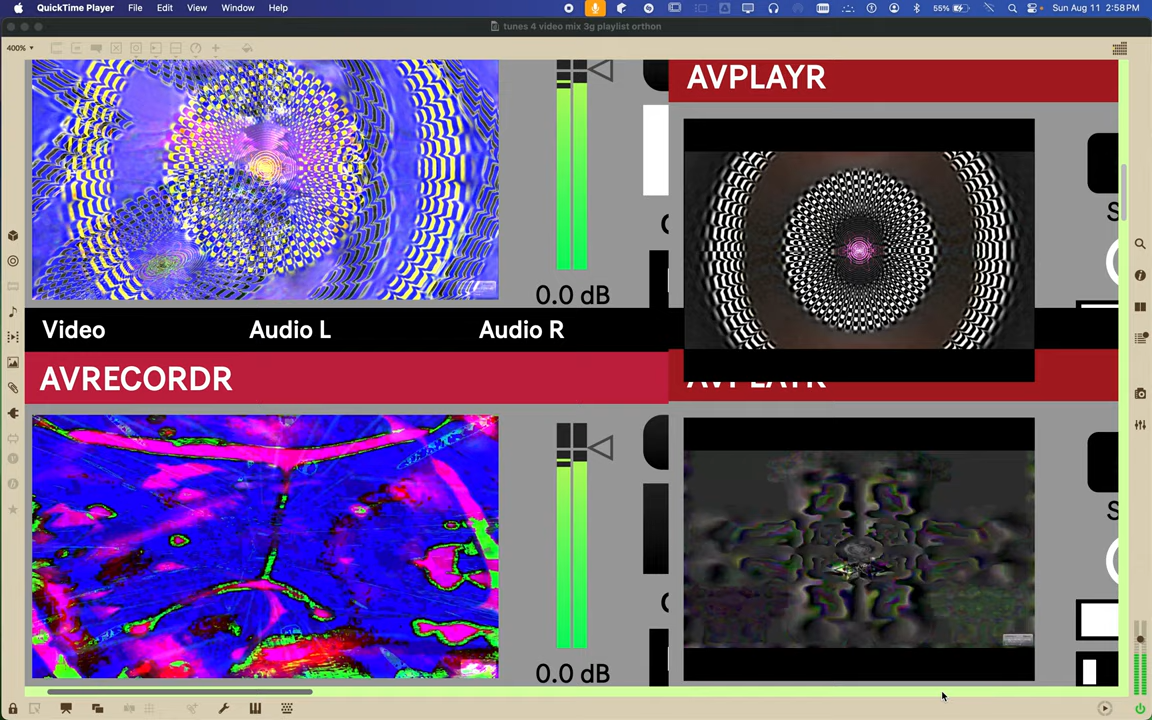 QuickTime Player File Edit View Window Help 55% Sun Aug 11 2:58 PM
tunes 4 video mix 3g playlist orthon
400%
AVPLAYR
0.0 dB
Video Audio L Audio R
AVRECORDR
AVPLAYR
0.0 dB